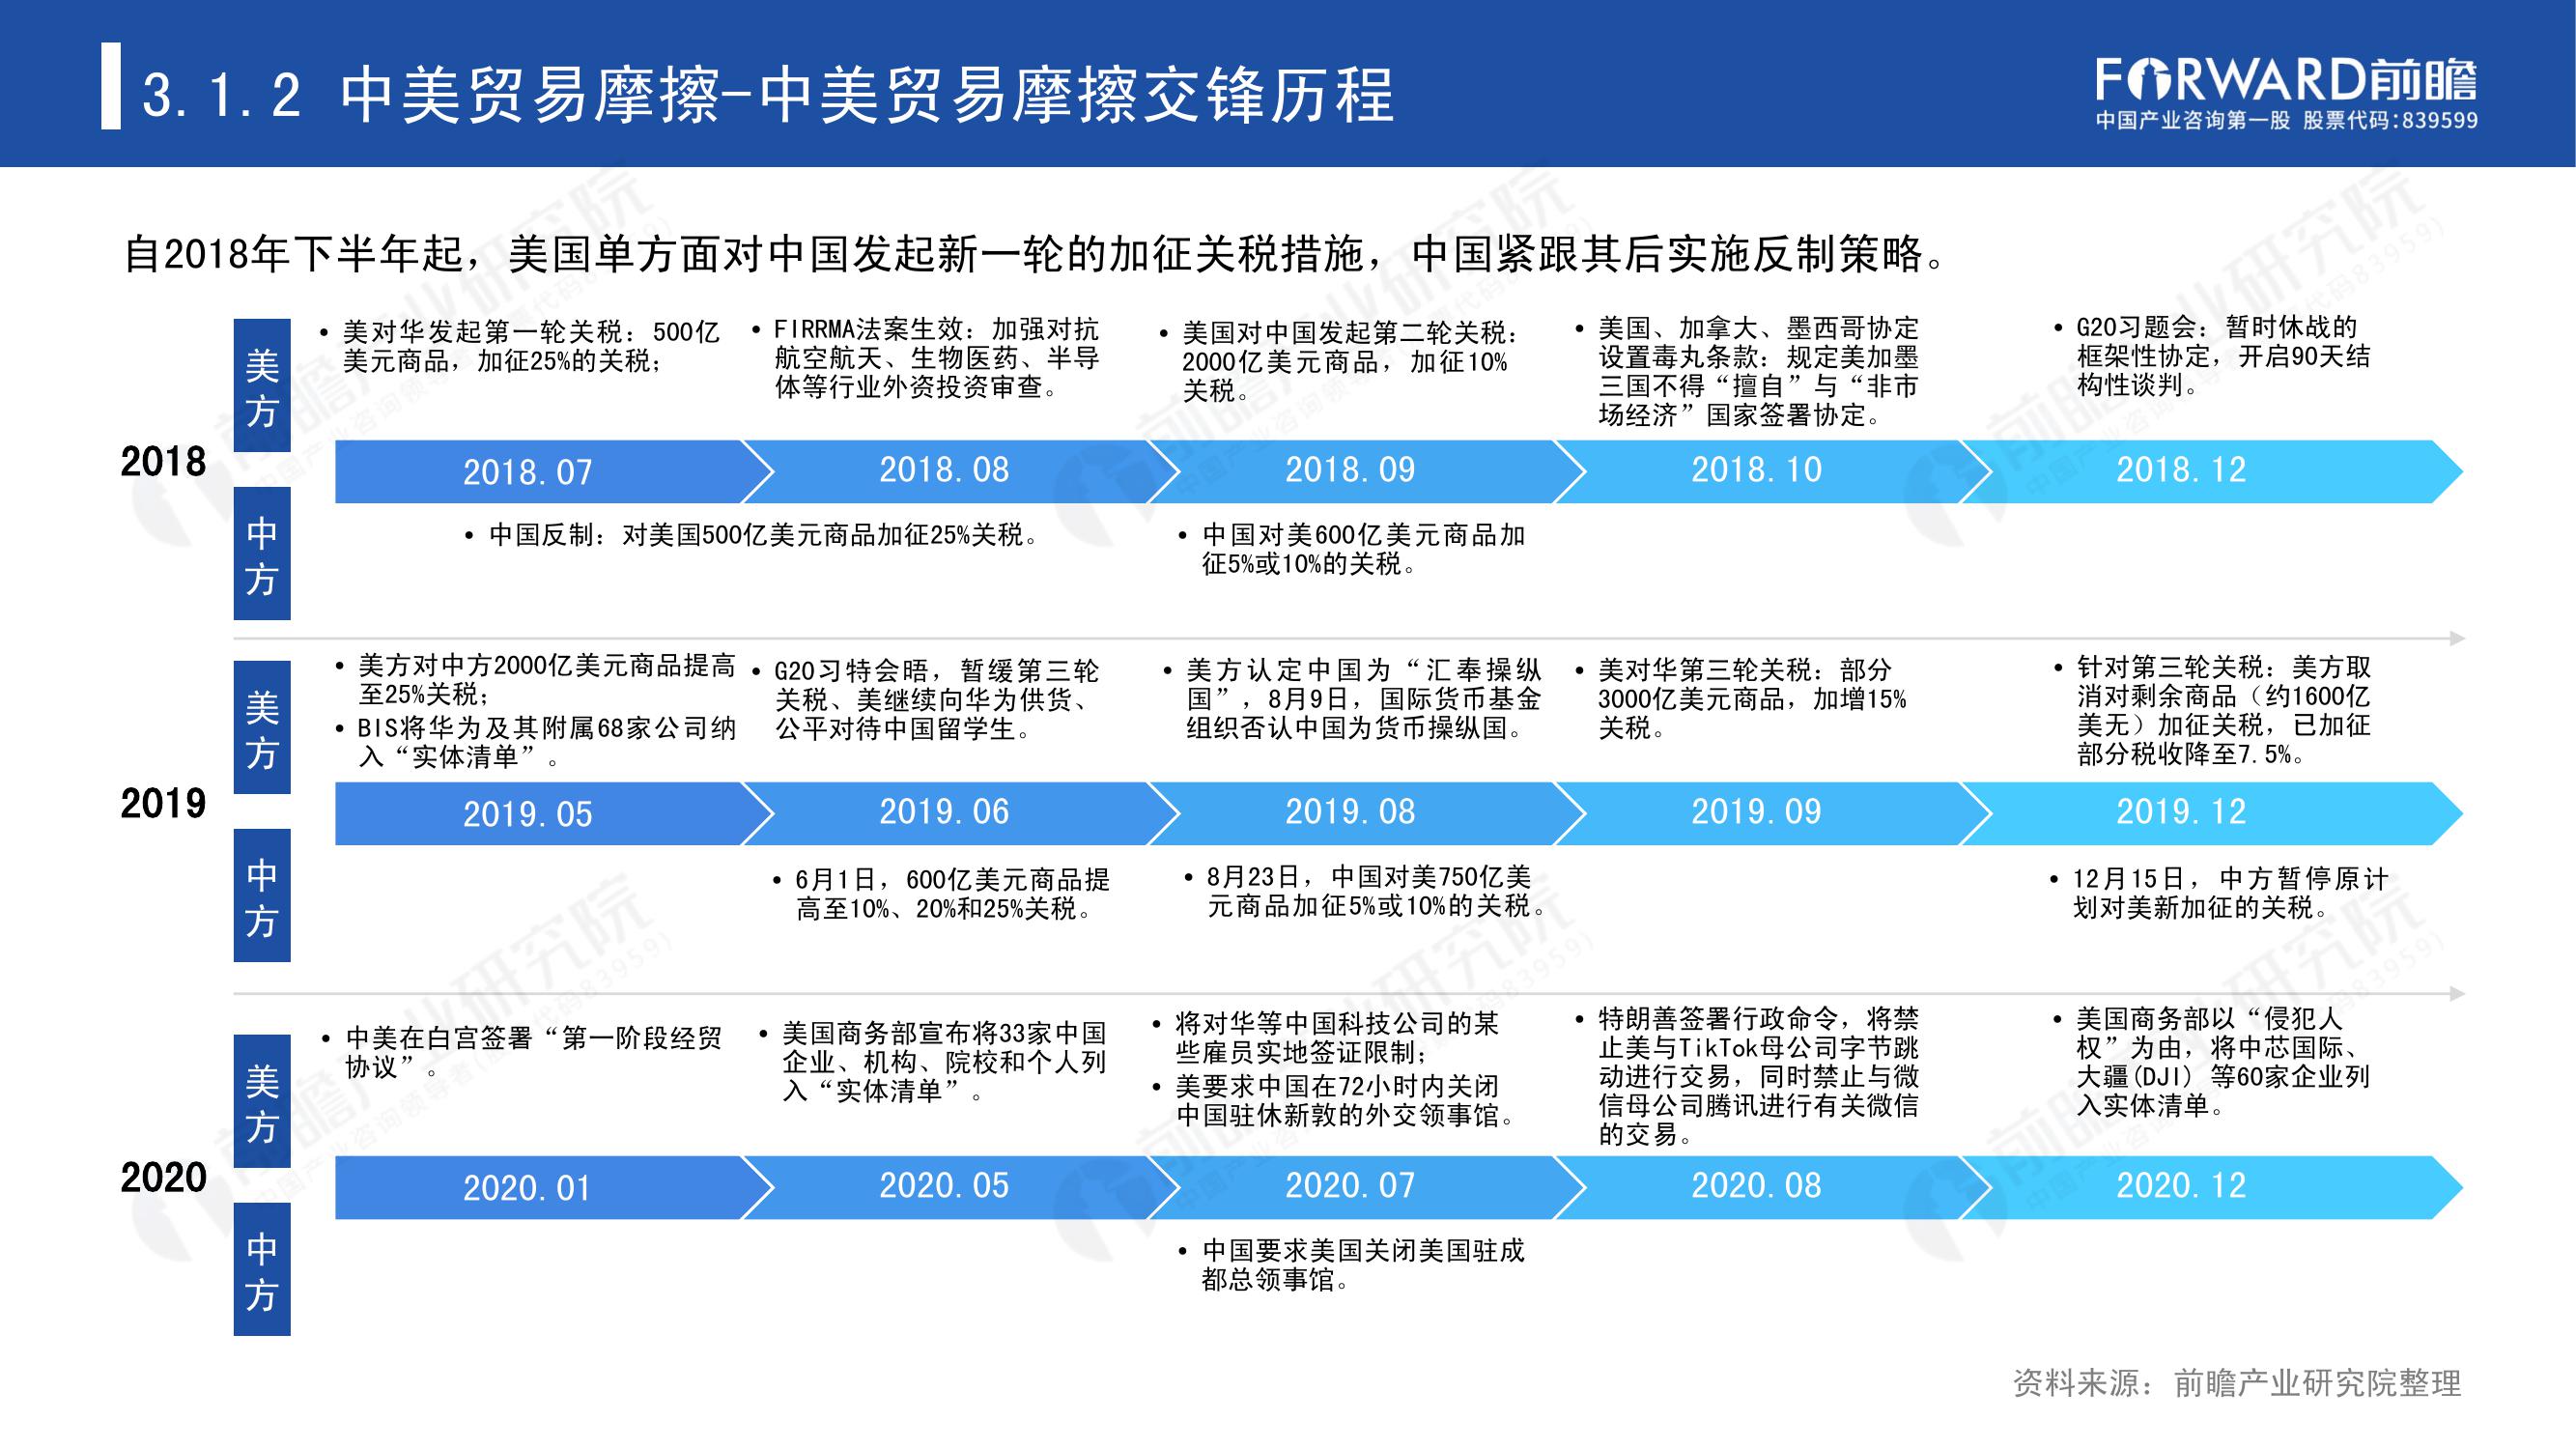 3.1.2 中美贸易摩擦-中美贸易摩擦交锋历程
FORWARD前瞻
中国产业咨询第一股 股票代码:839599
自2018年下半年起，美国单方面对中国发起新一轮的加征关税措施，中国紧跟其后实施反制策略。
2018
美
方
• 美对华发起第一轮关税：500亿
美元商品，加征25%的关税；
• FIRRMA法案生效：加强对抗
航空航天、生物医药、半导
体等行业外资投资审查。
• 美国对中国发起第二轮关税：
2000亿美元商品，加征10%
关税。
• 美国、加拿大、墨西哥协定
设置毒丸条款：规定美加墨
三国不得“擅自”与“非市
场经济”国家签署协定。
• G20习题会：暂时休战的
框架性协定，开启90天结
构性谈判。
2018.07
2018.08
2018.09
2018.10
2018.12
中
方
• 中国反制：对美国500亿美元商品加征25%关税。
• 中国对美600亿美元商品加
征5%或10%的关税。
2019
美
方
• 美方对中方2000亿美元商品提高
至25%关税；
• BIS将华为及其附属68家公司纳
入“实体清单”。
• G20习特会晤，暂缓第三轮
关税、美继续向华为供货、
公平对待中国留学生。
• 美方认定中国为“汇奉操纵
国”，8月9日，国际货币基金
组织否认中国为货币操纵国。
• 美对华第三轮关税：部分
3000亿美元商品，加增15%
关税。
• 针对第三轮关税：美方取
消对剩余商品（约1600亿
美无）加征关税，已加征
部分税收降至7.5%。
2019.05
2019.06
2019.08
2019.09
2019.12
中
方
• 6月1日，600亿美元商品提
高至10%、20%和25%关税。
• 8月23日，中国对美750亿美
元商品加征5%或10%的关税。
• 12月15日，中方暂停原计
划对美新加征的关税。
2020
美
方
• 中美在白宫签署“第一阶段经贸
协议”。
• 美国商务部宣布将33家中国
企业、机构、院校和个人列
入“实体清单”。
• 将对华等中国科技公司的某
些雇员实地签证限制；
• 美要求中国在72小时内关闭
中国驻休新敦的外交领事馆。
• 特朗善签署行政命令，将禁
止美与TikTok母公司字节跳
动进行交易，同时禁止与微
信母公司腾讯进行有关微信
的交易。
• 美国商务部以“侵犯人
权”为由，将中芯国际、
大疆(DJI）等60家企业列
入实体清单。
2020.01
2020.05
2020.07
2020.08
2020.12
中
方
• 中国要求美国关闭美国驻成
都总领事馆。
资料来源：前瞻产业研究院整理